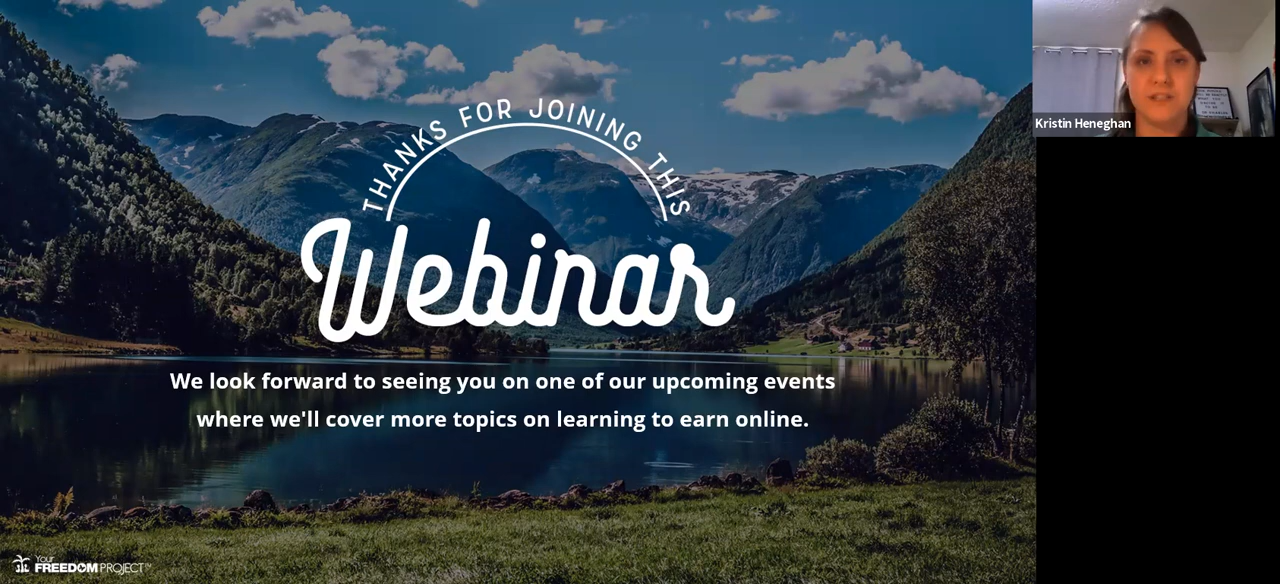 THANKS FOR JOINING THIS
Webinar
We look forward to seeing you on one of our upcoming events
where we'll cover more topics on learning to earn online.
Your
FREEDOM PROJECT
Kristin Heneghan